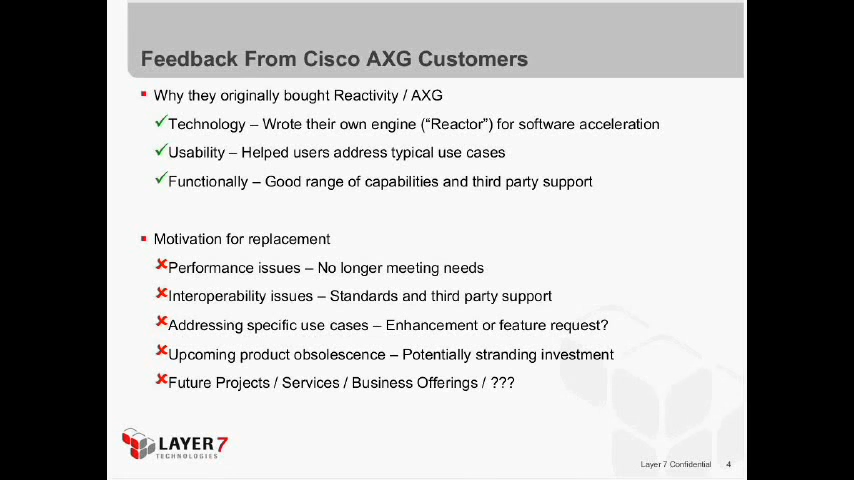 Feedback From Cisco AXG Customers
Why they originally bought Reactivity / AXG
Technology – Wrote their own engine ("Reactor") for software acceleration
Usability – Helped users address typical use cases
Functionally – Good range of capabilities and third party support
Motivation for replacement
Performance issues – No longer meeting needs
Interoperability issues – Standards and third party support
Addressing specific use cases – Enhancement or feature request?
Upcoming product obsolescence – Potentially stranding investment
Future Projects / Services / Business Offerings / ???
LAYER 7
TECHNOLOGIES
Layer 7 Confidential 4